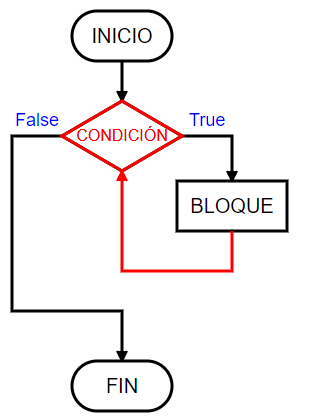 INICIO
False
True
CONDICIÓN
BLOQUE
FIN